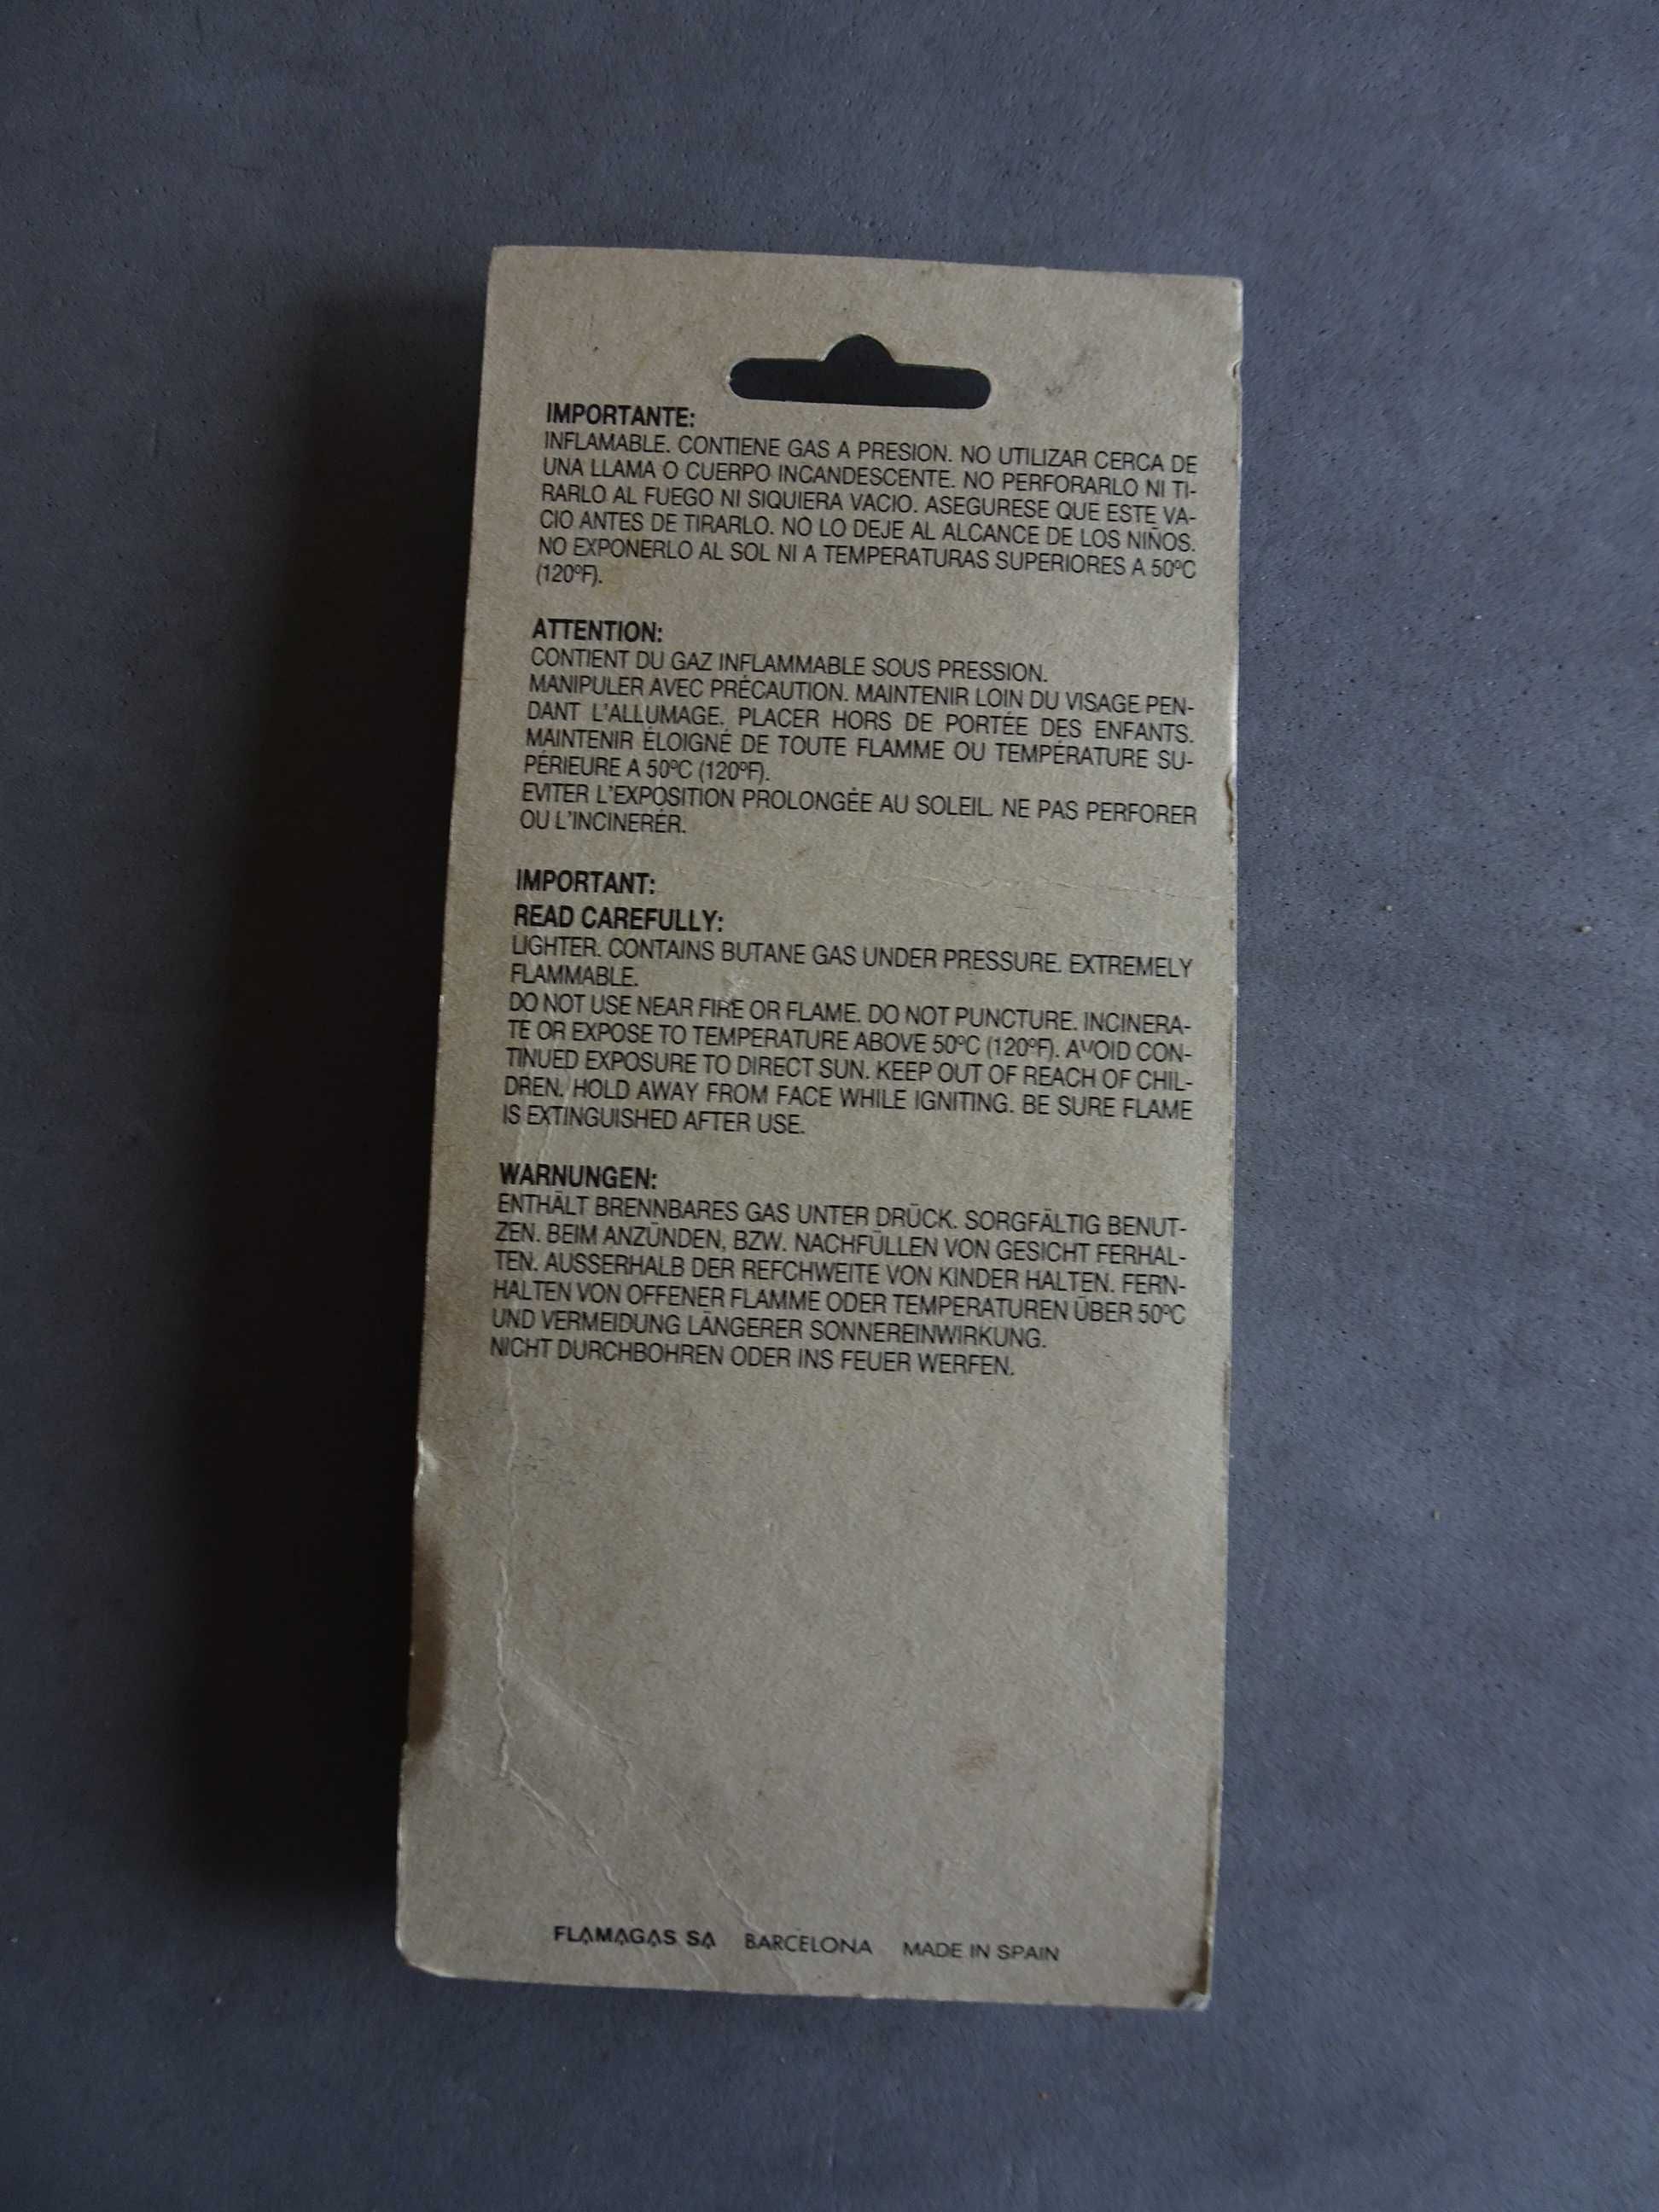 IMPORTANTE:
INFLAMABLE. CONTIENE GAS A PRESION. NO UTILIZAR CERCA DE
UNA LLAMA O CUERPO INCANDESCENTE. NO PERFORARLO NI TI-
RARLO AL FUEGO NI SIQUIERA VACIO. ASEGURESE QUE ESTE VA-
CIO ANTES DE TIRARLO. NO LO DEJE AL ALCANCE DE LOS NIÑOS.
NO EXPONERLO AL SOL NI A TEMPERATURAS SUPERIORES A 50ºC
(120ºF).
ATTENTION:
CONTIENT DU GAZ INFLAMMABLE SOUS PRESSION.
MANIPULER AVEC PRÉCAUTION. MAINTENIR LOIN DU VISAGE PEN-
DANT L'ALLUMAGE. PLACER HORS DE PORTÉE DES ENFANTS.
MAINTENIR ÉLOIGNÉ DE TOUTE FLAMME OU TEMPÉRATURE SU-
PÉRIEURE A 50ºC (120ºF).
EVITER L'EXPOSITION PROLONGÉE AU SOLEIL. NE PAS PERFORER
OU L'INCINERÉR.
IMPORTANT:
READ CAREFULLY:
LIGHTER. CONTAINS BUTANE GAS UNDER PRESSURE. EXTREMELY
FLAMMABLE.
DO NOT USE NEAR FIRE OR FLAME. DO NOT PUNCTURE. INCINERA-
TE OR EXPOSE TO TEMPERATURE ABOVE 50ºC (120ºF). AVOID CON-
TINUED EXPOSURE TO DIRECT SUN. KEEP OUT OF REACH OF CHIL-
DREN. HOLD AWAY FROM FACE WHILE IGNITING. BE SURE FLAME
IS EXTINGUISHED AFTER USE.
WARNUNGEN:
ENTHÄLT BRENNBARES GAS UNTER DRÜCK. SORGFÄLTIG BENUT-
ZEN. BEIM ANZÜNDEN, BZW. NACHFÜLLEN VON GESICHT FERHAL-
TEN. AUSSERHALB DER REFCHWEITE VON KINDER HALTEN. FERN-
HALTEN VON OFFENER FLAMME ODER TEMPERATUREN ÜBER 50ºC
UND VERMEIDUNG LÄNGERER SONNEREINWIRKUNG.
NICHT DURCHBOHREN ODER INS FEUER WERFEN.
FLAMAGAS SA BARCELONA MADE IN SPAIN